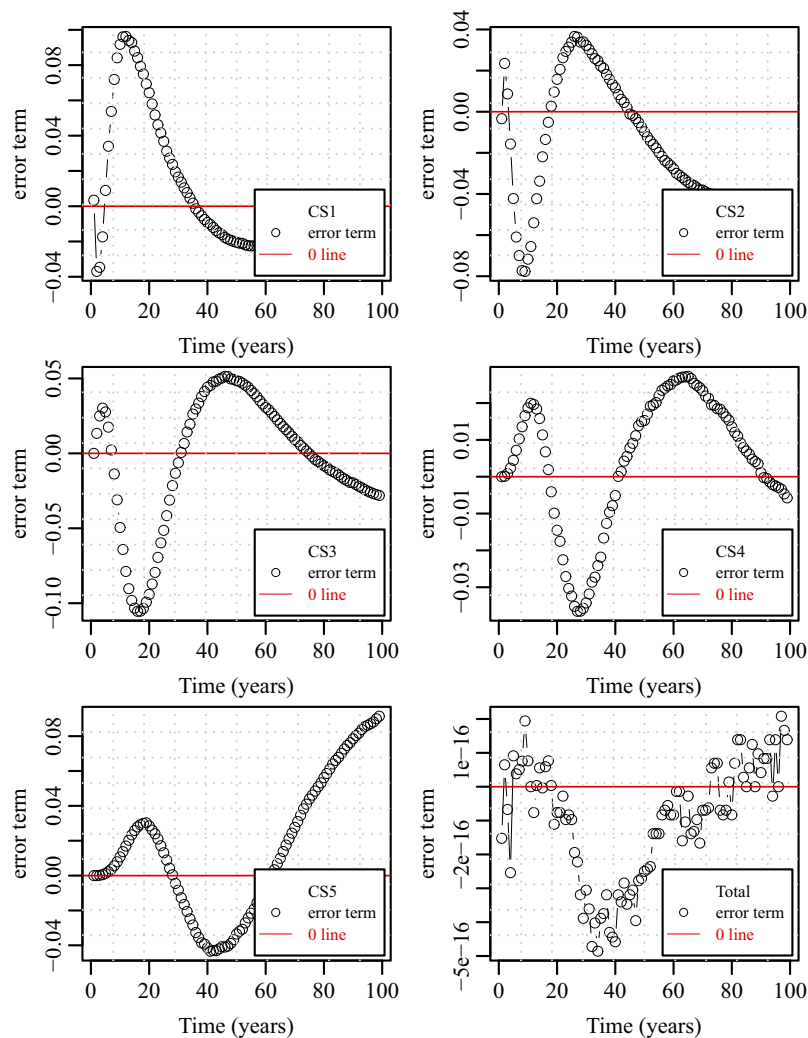 error term
−0.04
0.00
0.04
0.08
CS1
error term
0 line
0 20 40 60 80 100
Time (years)
error term
−0.08
−0.04
0.00
0.04
CS2
error term
0 line
0 20 40 60 80 100
Time (years)
error term
−0.10
−0.05
0.00
0.05
CS3
error term
0 line
0 20 40 60 80 100
Time (years)
error term
−0.03
−0.01
0.01
CS4
error term
0 line
0 20 40 60 80 100
Time (years)
error term
−0.04
0.00
0.04
0.08
CS5
error term
0 line
0 20 40 60 80 100
Time (years)
error term
−5e−16
−2e−16
1e−16
Total
error term
0 line
0 20 40 60 80 100
Time (years)